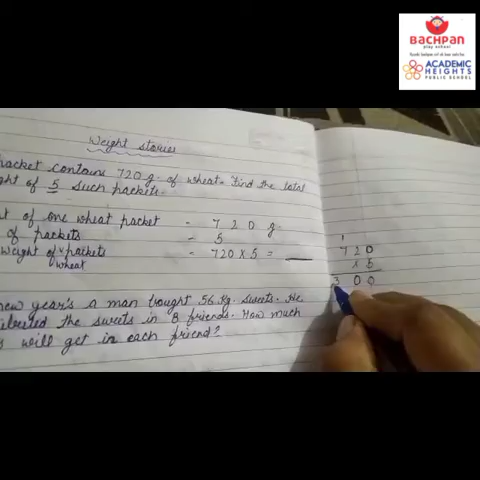 BACHPAN
play school
ACADEMIC
HEIGHTS
PUBLIC SCHOOL
Weight stories
packet contains 720 g. of wheat. Find the total
ght of 5 such packets.
t of one wheat packet = 7 2 0 g.
of packets = 5
weight of packets = 720 x 5 =
wheat
1
7 2 0
x 5
3 0 0
new year's a man bought 56 kg. sweets. He
the sweets in 8 friends. How much
s will get in each friend?